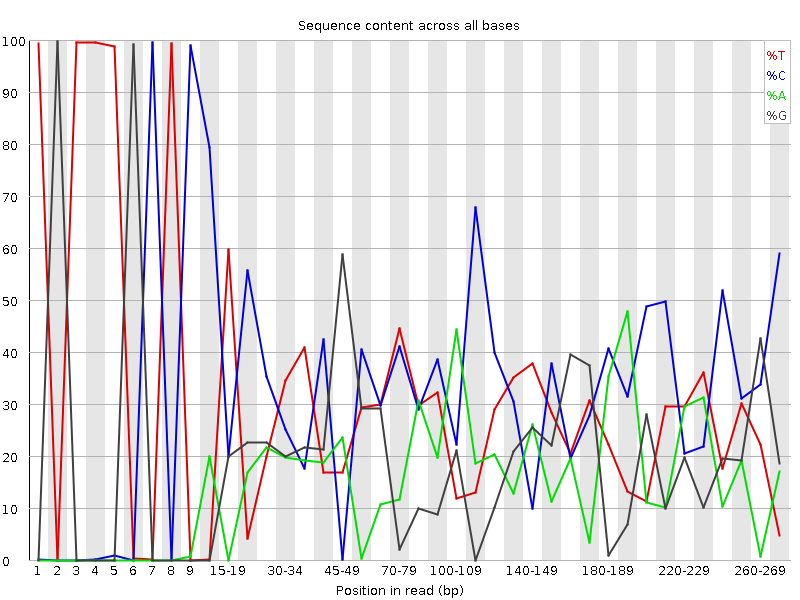 Sequence content across all bases
100
90
80
70
60
50
40
30
20
10
0
%T
%C
%A
%G
1 2 3 4 5 6 7 8 9 15-19 30-34 45-49 70-79 100-109 140-149 180-189 220-229 260-269
Position in read (bp)